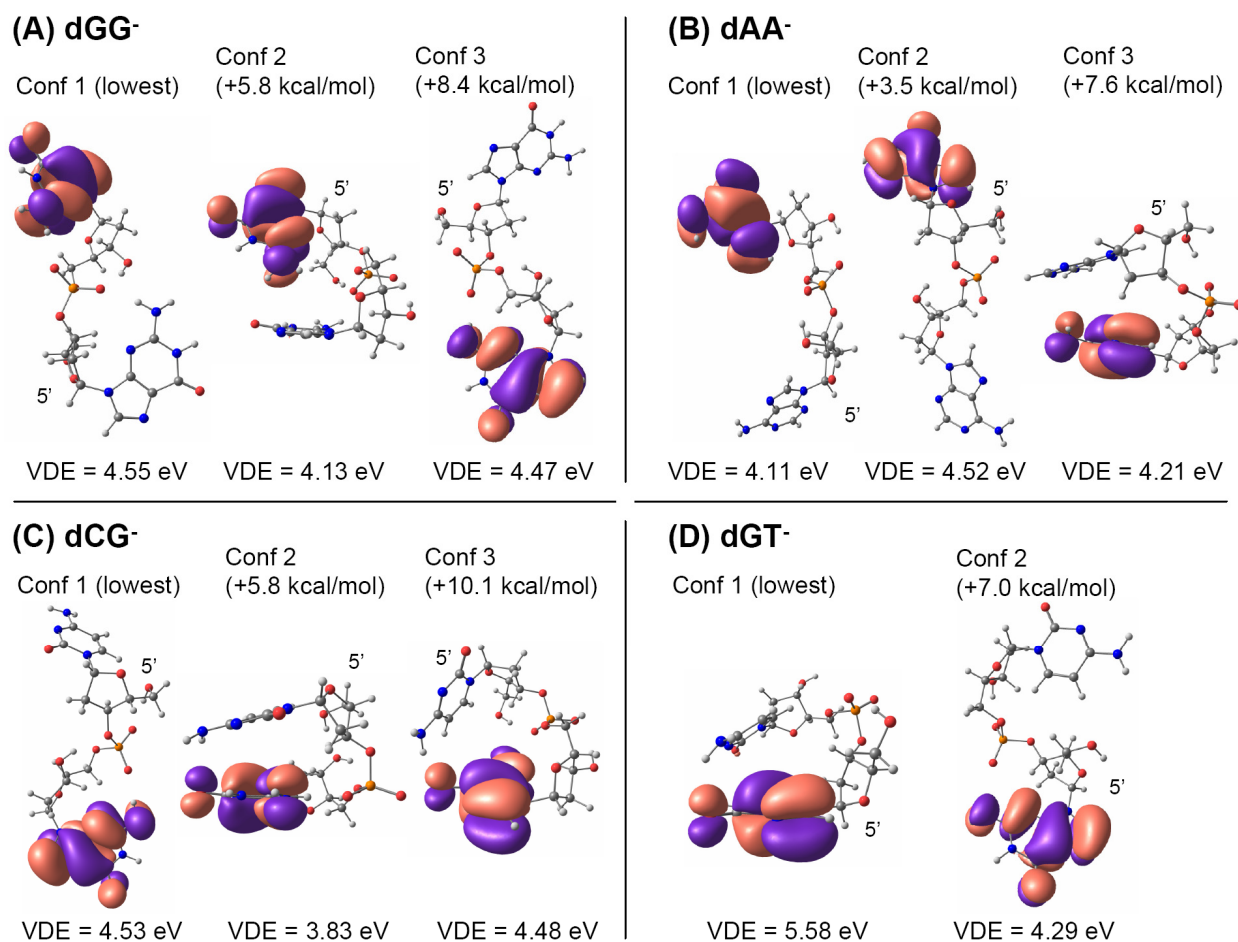 (A) dGG-
Conf 1 (lowest)
Conf 2
(+5.8 kcal/mol)
Conf 3
(+8.4 kcal/mol)
5'
5'
5'
VDE = 4.55 eV
VDE = 4.13 eV
VDE = 4.47 eV
(B) dAA-
Conf 1 (lowest)
Conf 2
(+3.5 kcal/mol)
Conf 3
(+7.6 kcal/mol)
5'
5'
5'
VDE = 4.11 eV
VDE = 4.52 eV
VDE = 4.21 eV
(C) dCG-
Conf 1 (lowest)
Conf 2
(+5.8 kcal/mol)
Conf 3
(+10.1 kcal/mol)
5'
5'
5'
VDE = 4.53 eV
VDE = 3.83 eV
VDE = 4.48 eV
(D) dGT-
Conf 1 (lowest)
Conf 2
(+7.0 kcal/mol)
5'
5'
VDE = 5.58 eV
VDE = 4.29 eV